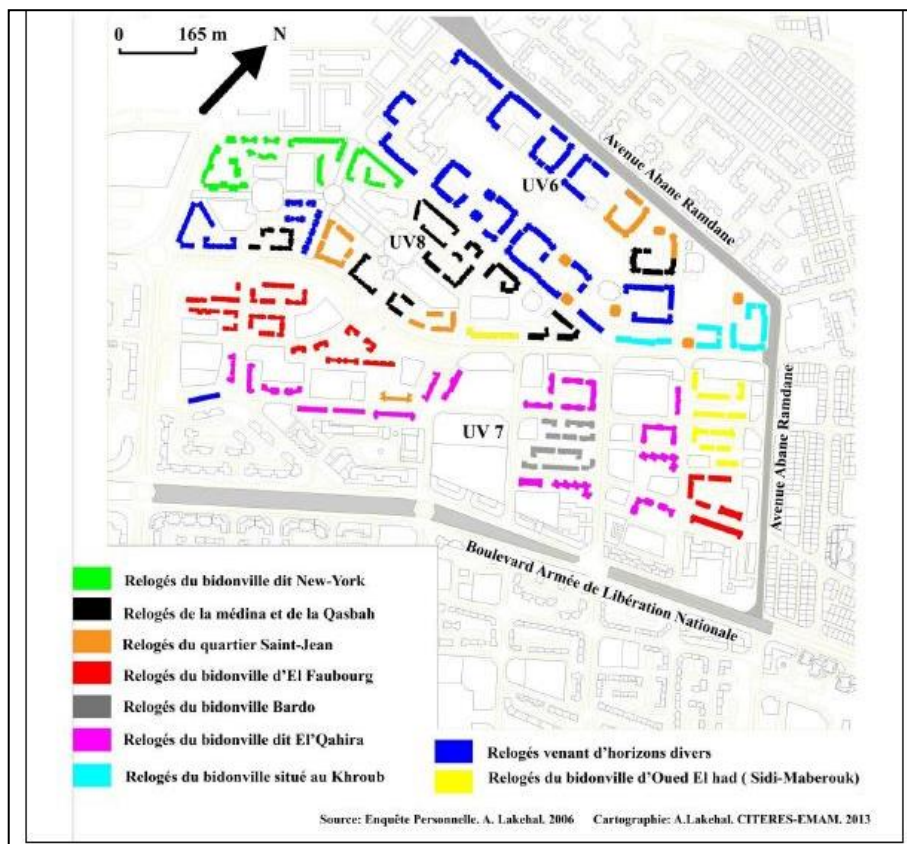 0 165 m
N
Avenue Abane Ramdane
UV6
UV8
UV 7
Avenue Abane Ramdane
Boulevard Armée de Libération Nationale
Relogés du bidonville dit New-York
Relogés de la médina et de la Qasbah
Relogés du quartier Saint-Jean
Relogés du bidonville d'El Faubourg
Relogés du bidonville Bardo
Relogés du bidonville dit El'Qahira
Relogés du bidonville situé au Khroub
Relogés venant d'horizons divers
Relogés du bidonville d'Oued El had ( Sidi-Maberouk)
Source: Enquête Personnelle. A. Lakehal. 2006 Cartographie: A.Lakehal. CITERES-EMAM. 2013